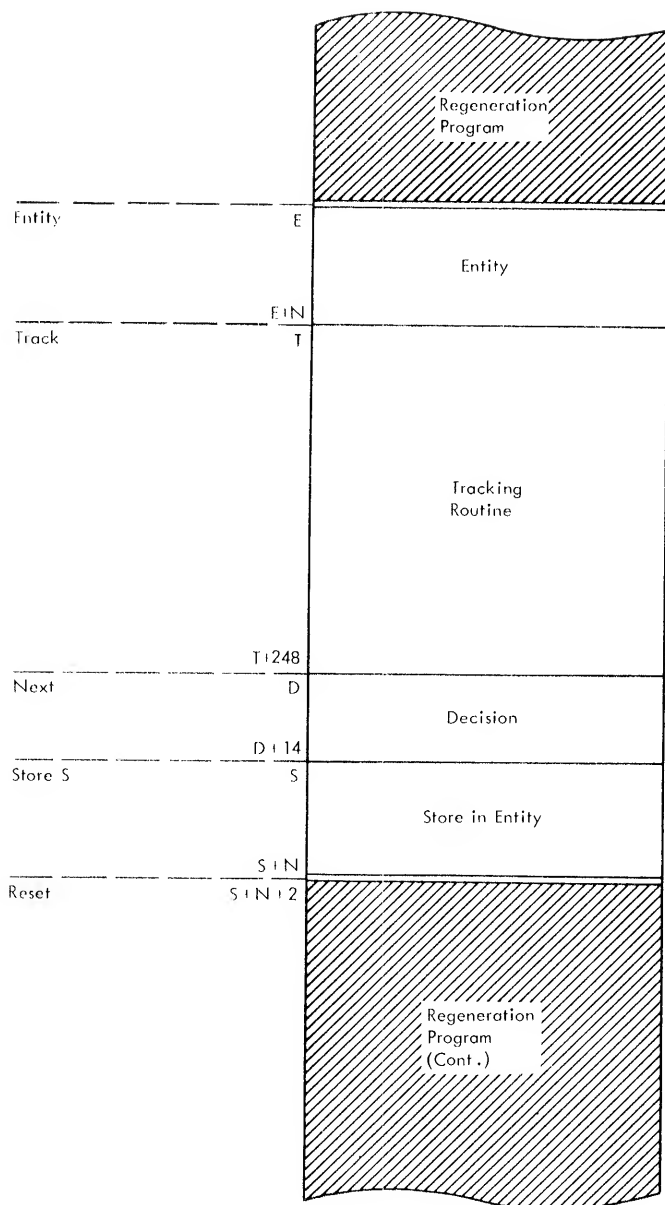 Regeneration
Program
Entity E
Entity
E+N
Track T
Tracking
Routine
T+248
Next D
Decision
D+14
Store S S
Store in Entity
S+N
Reset S+N+2
Regeneration
Program
(Cont.)